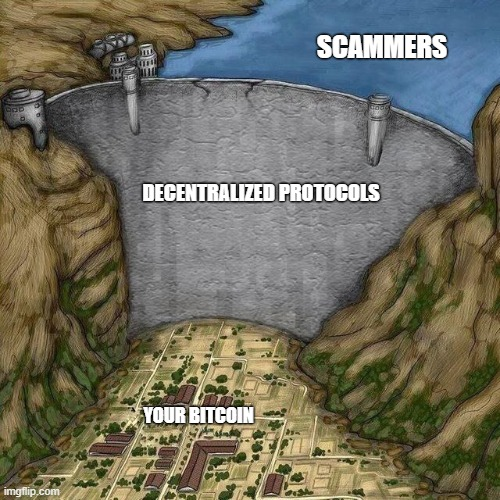 SCAMMERS
DECENTRALIZED PROTOCOLS
YOUR BITCOIN
imgflip.com